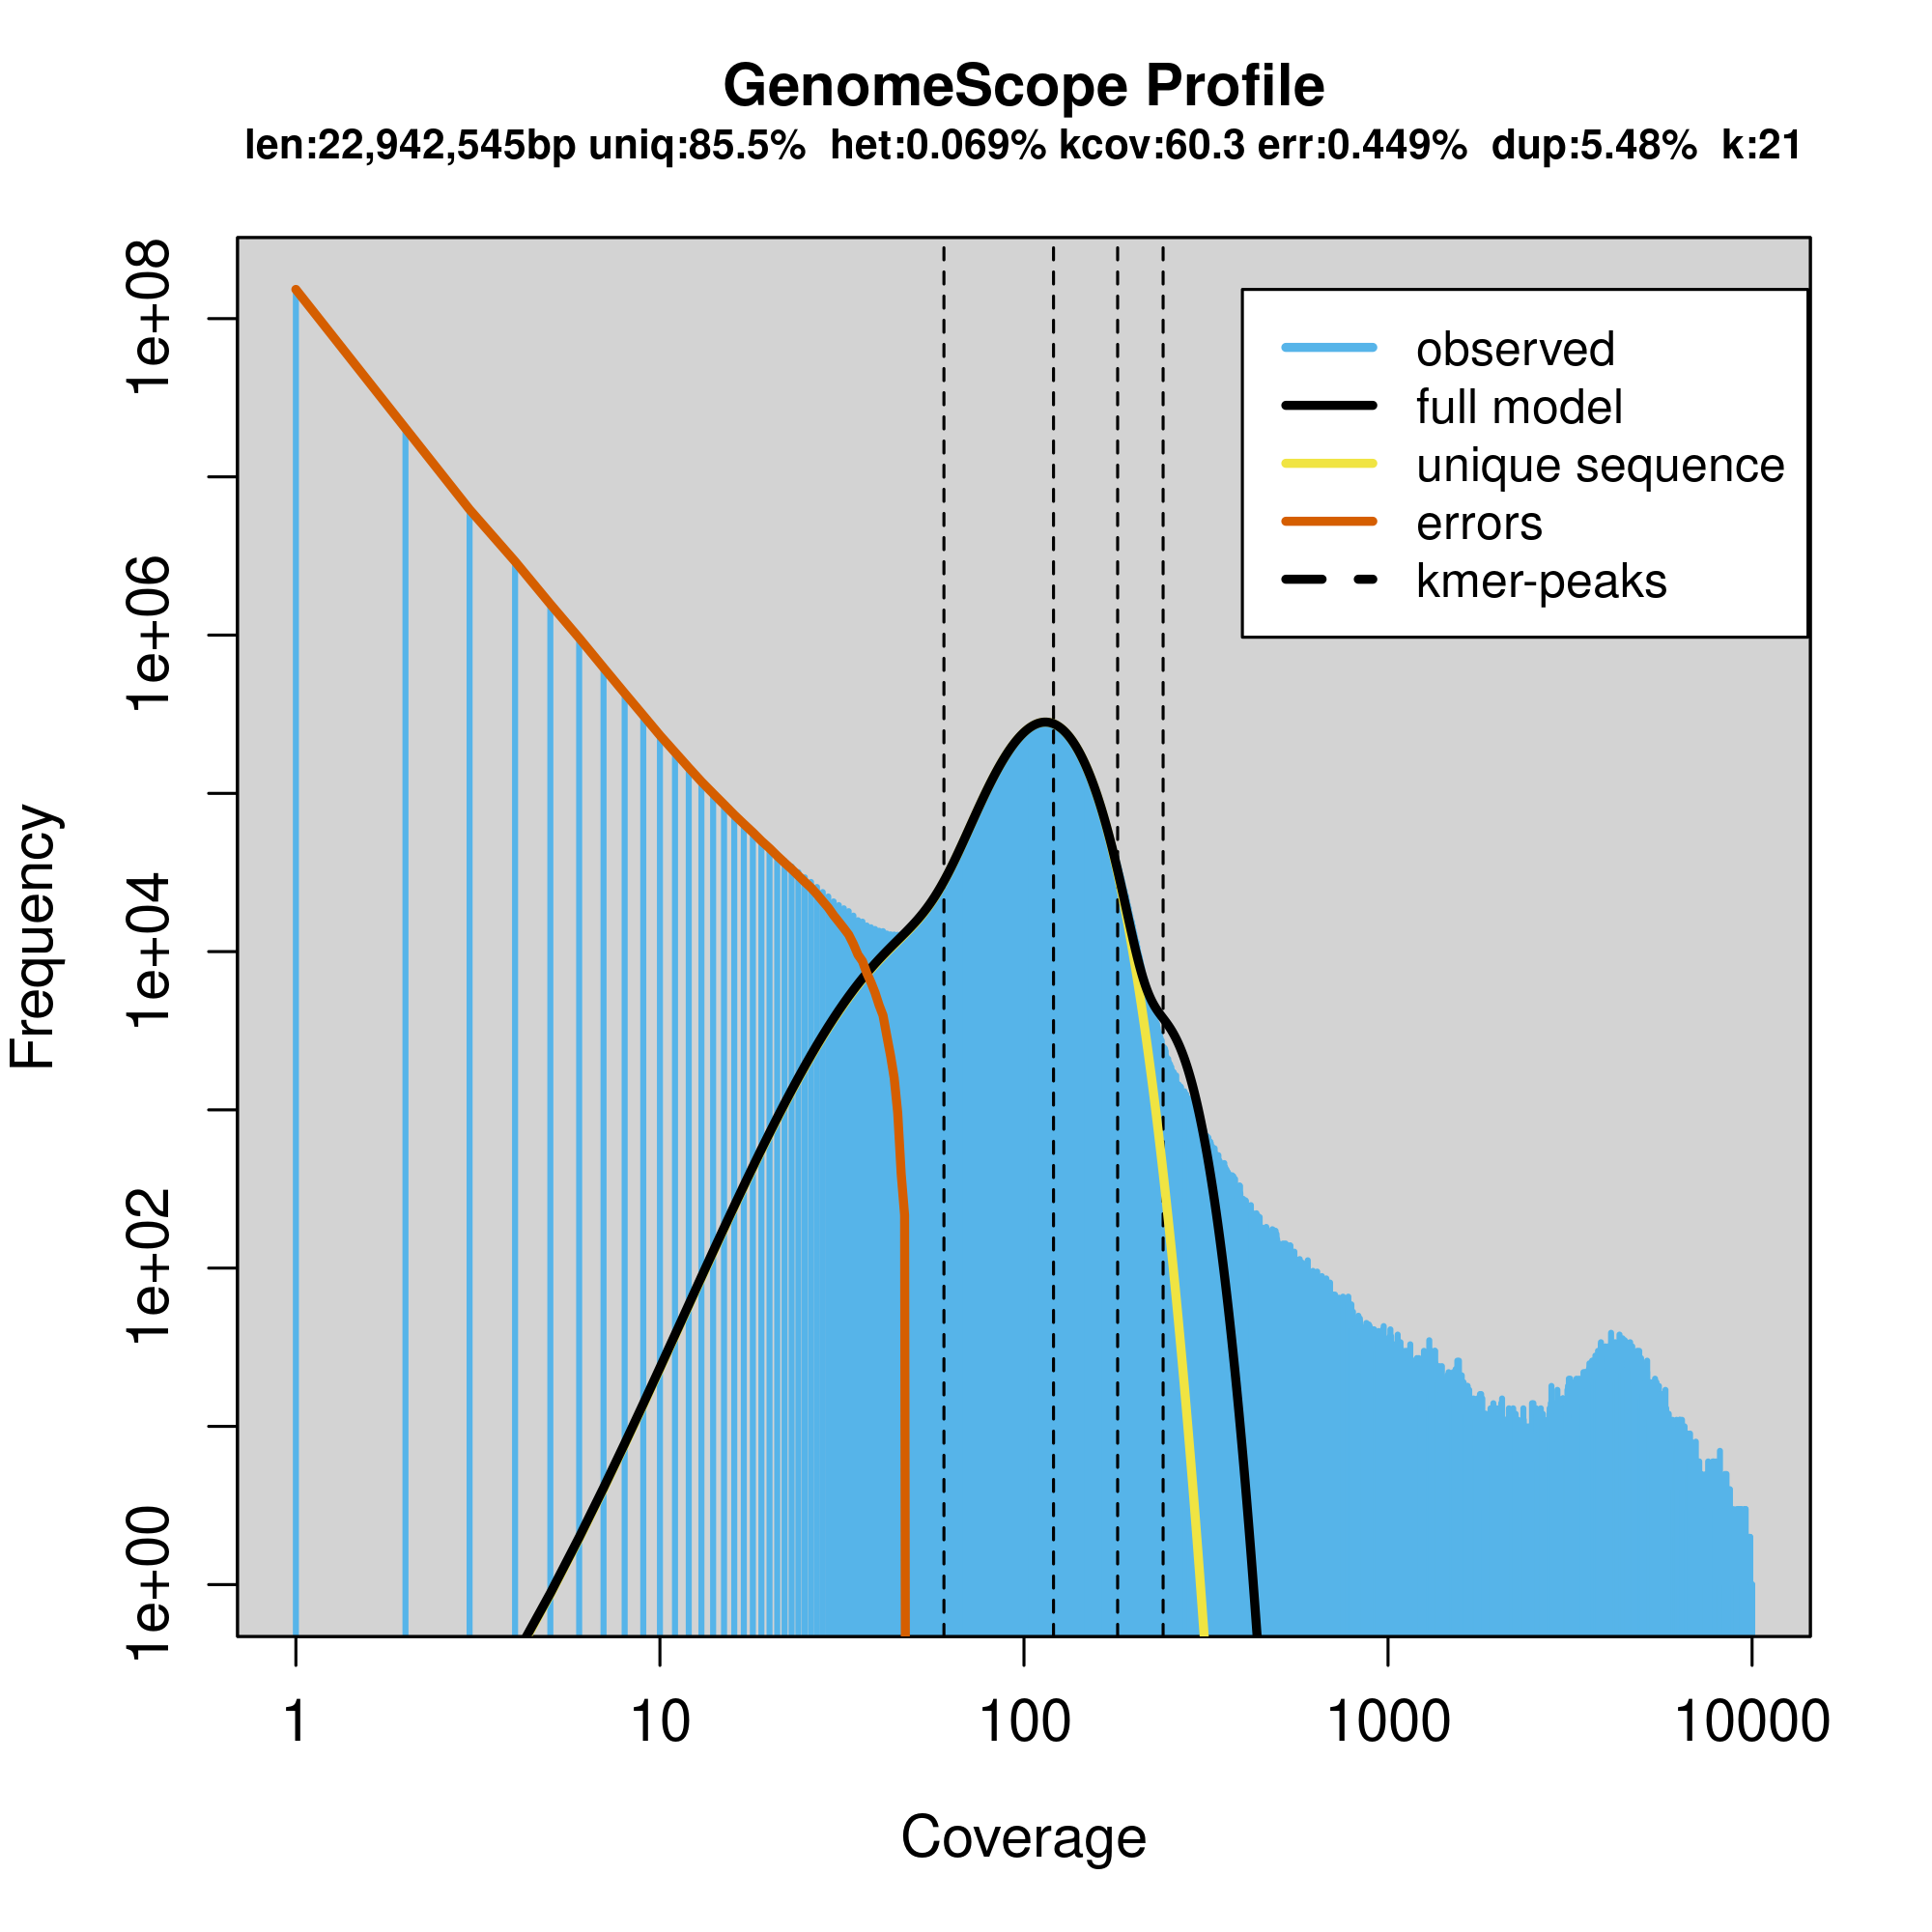 GenomeScope Profile
len:22,942,545bp uniq:85.5% het:0.069% kcov:60.3 err:0.449% dup:5.48% k:21
observed
full model
unique sequence
errors
kmer-peaks
Frequency
1e+08
1e+06
1e+04
1e+02
1e+00
1 10 100 1000 10000
Coverage